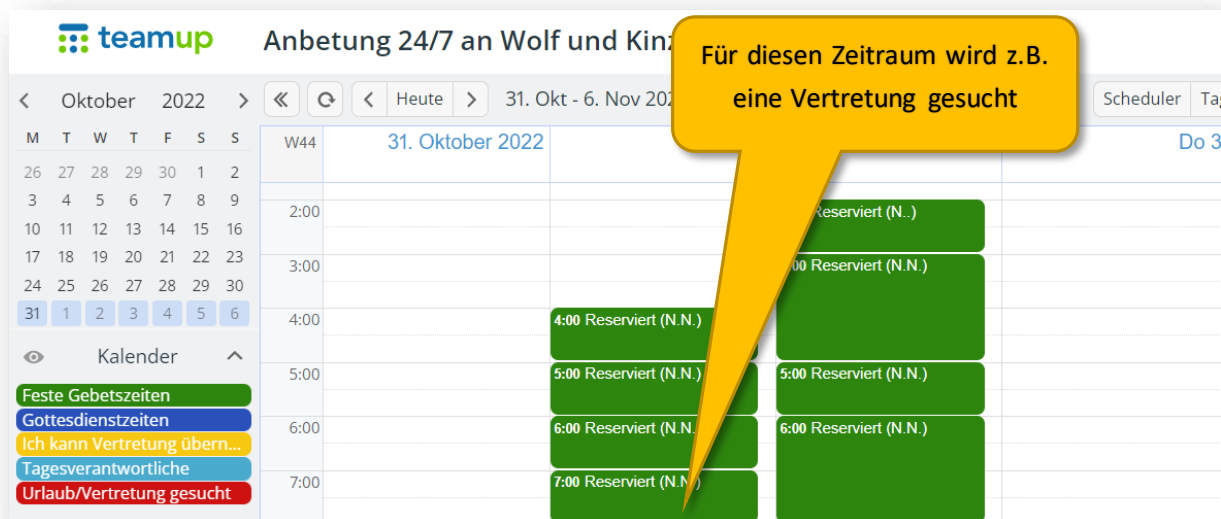 teamup
Anbetung 24/7 an Wolf und
Für diesen Zeitraum wird z.B.
eine Vertretung gesucht
Oktober 2022
Heute
31. Okt - 6. Nov
Scheduler
M T W T F S S
26 27 28 29 30 1 2
3 4 5 6 7 8 9
10 11 12 13 14 15 16
17 18 19 20 21 22 23
24 25 26 27 28 29 30
31 1 2 3 4 5 6
Kalender
Feste Gebetszeiten
Gottesdienstzeiten
Ich kann Vertretung übern...
Tagesverantwortliche
Urlaub/Vertretung gesucht
W44
31. Oktober 2022
Do 3
2:00
Reserviert (N..)
3:00
Reserviert (N.N.)
4:00
4:00 Reserviert (N.N.)
5:00
5:00 Reserviert (N.N.)
5:00 Reserviert (N.N.)
6:00
6:00 Reserviert (N.N.
6:00 Reserviert (N.N.)
7:00
7:00 Reserviert (N.N.)